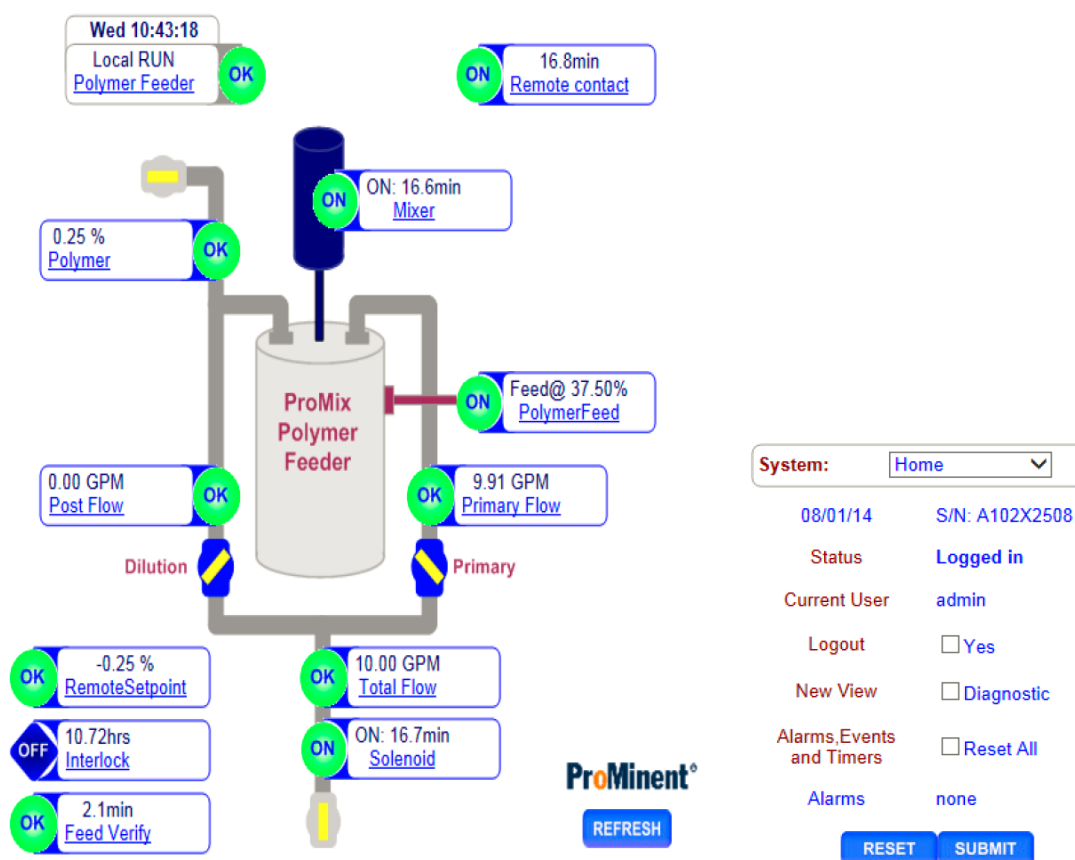 Wed 10:43:18
Local RUN
Polymer Feeder
OK
ON
16.8min
Remote contact
ON
ON: 16.6min
Mixer
0.25 %
Polymer
OK
ProMix
Polymer
Feeder
ON
Feed@ 37.50%
PolymerFeed
0.00 GPM
Post Flow
OK
OK
9.91 GPM
Primary Flow
Dilution
Primary
OK
-0.25 %
RemoteSetpoint
OK
10.00 GPM
Total Flow
OFF
10.72hrs
Interlock
ON
ON: 16.7min
Solenoid
OK
2.1min
Feed Verify
ProMinent®
REFRESH
System: Home
08/01/14 S/N: A102X2508
Status Logged in
Current User admin
Logout Yes
New View Diagnostic
Alarms,Events
and Timers Reset All
Alarms none
RESET SUBMIT